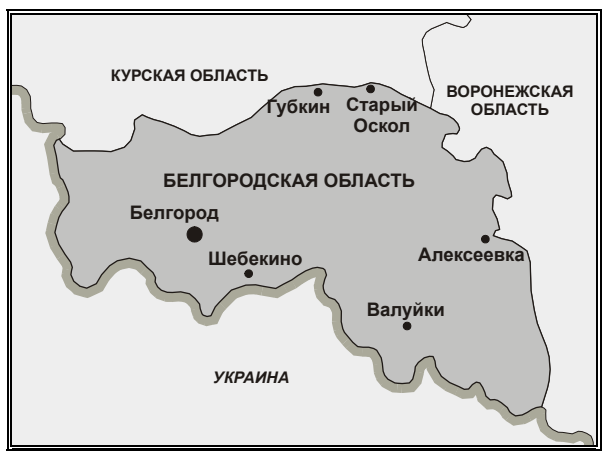 КУРСКАЯ ОБЛАСТЬ
ВОРОНЕЖСКАЯ
ОБЛАСТЬ
Губкин
Старый
Оскол
БЕЛГОРОДСКАЯ ОБЛАСТЬ
Белгород
Шебекино
Алексеевка
Валуйки
УКРАИНА